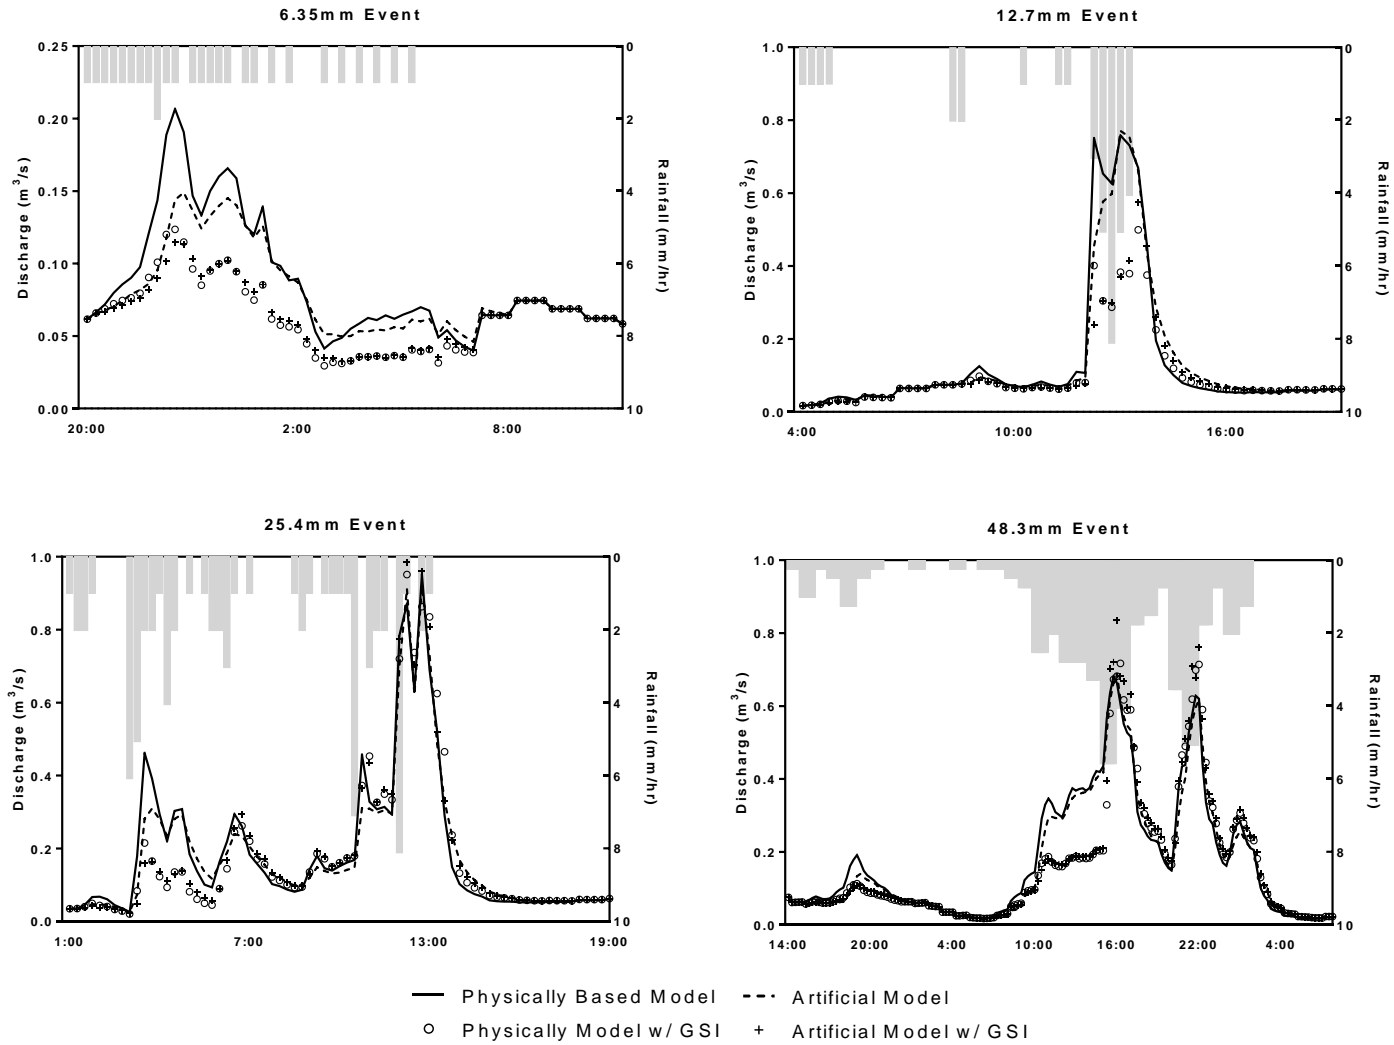 6.35mm Event
0.25
0.20
0.15
0.10
0.05
0.00
Discharge (m3/s)
0
2
4
6
8
10
Rainfall (mm/hr)
20:00 2:00 8:00
12.7mm Event
1.0
0.8
0.6
0.4
0.2
0.0
Discharge (m3/s)
0
2
4
6
8
10
Rainfall (mm/hr)
4:00 10:00 16:00
25.4mm Event
1.0
0.8
0.6
0.4
0.2
0.0
Discharge (m3/s)
0
2
4
6
8
10
Rainfall (mm/hr)
1:00 7:00 13:00 19:00
48.3mm Event
1.0
0.8
0.6
0.4
0.2
0.0
Discharge (m3/s)
0
2
4
6
8
10
Rainfall (mm/hr)
14:00 20:00 4:00 10:00 16:00 22:00 4:00
Physically Based Model Artificial Model
Physically Model w/ GSI Artificial Model w/ GSI